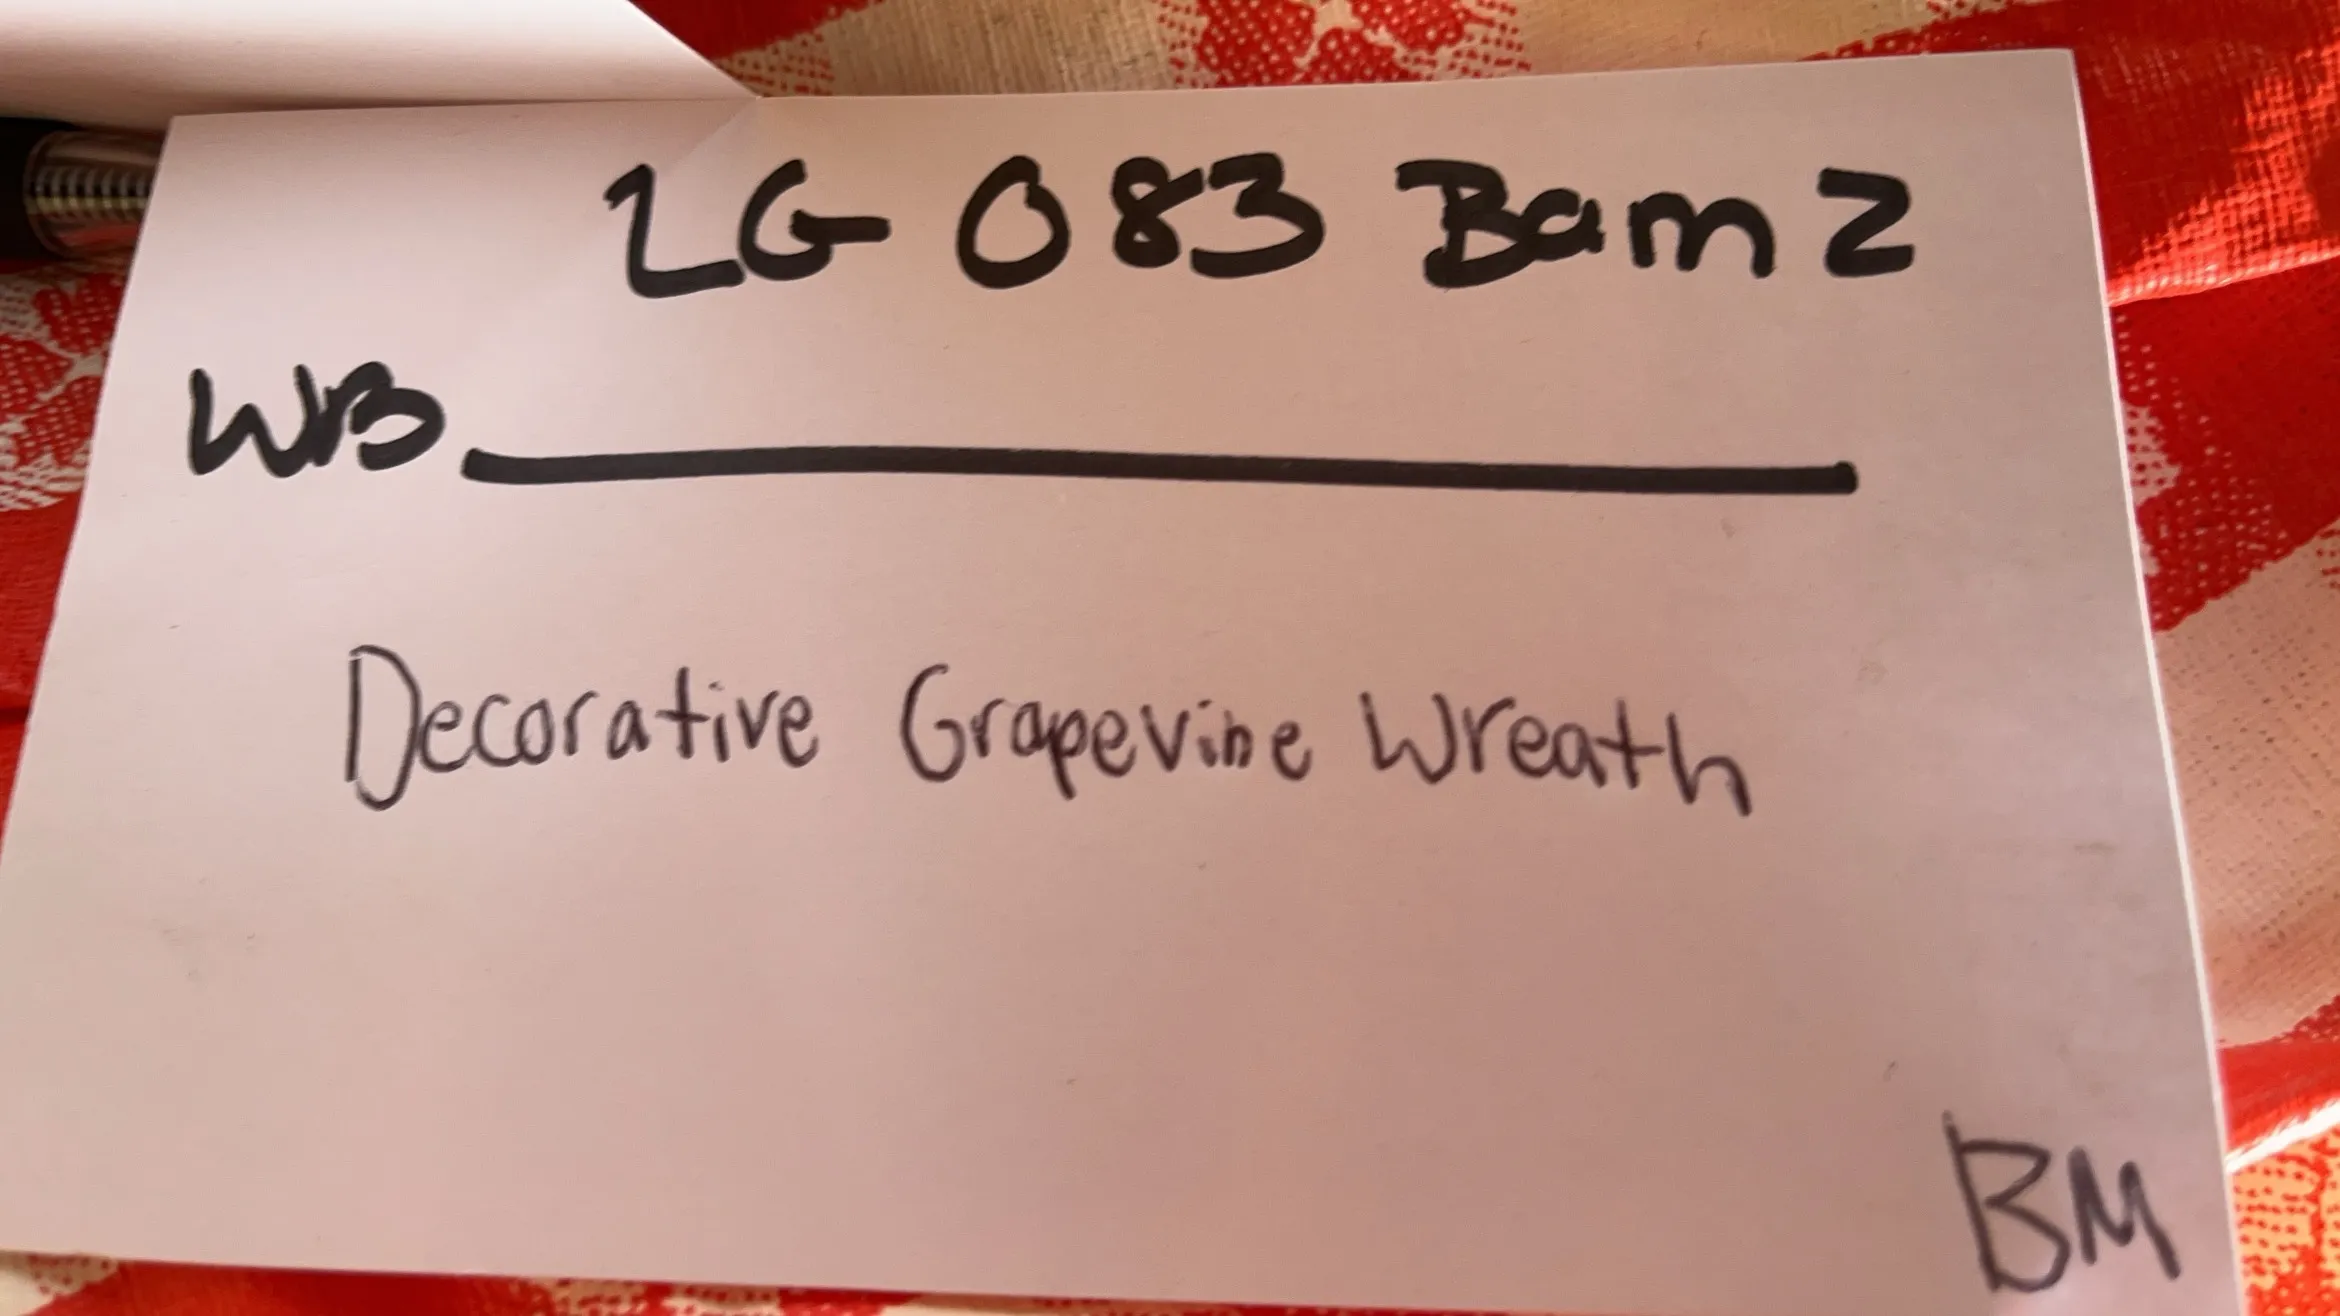 LG 083 Bam 2
WB
Decorative Grapevine Wreath
BM